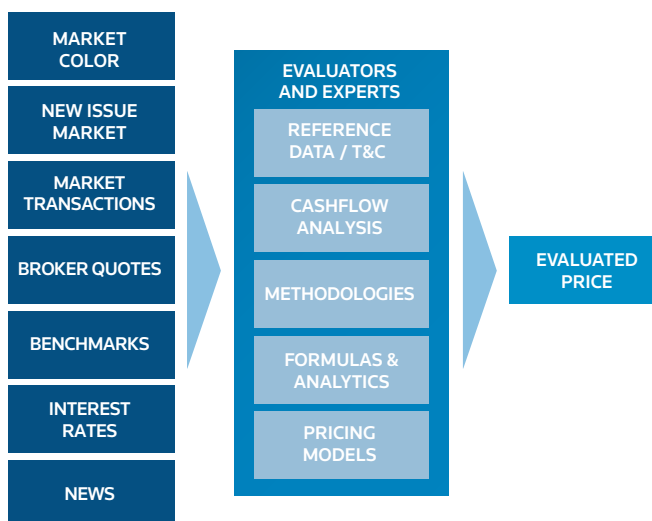 MARKET
COLOR
NEW ISSUE
MARKET
MARKET
TRANSACTIONS
BROKER QUOTES
BENCHMARKS
INTEREST
RATES
NEWS
EVALUATORS
AND EXPERTS
REFERENCE
DATA / T&C
CASHFLOW
ANALYSIS
METHODOLOGIES
FORMULAS &
ANALYTICS
PRICING
MODELS
EVALUATED
PRICE